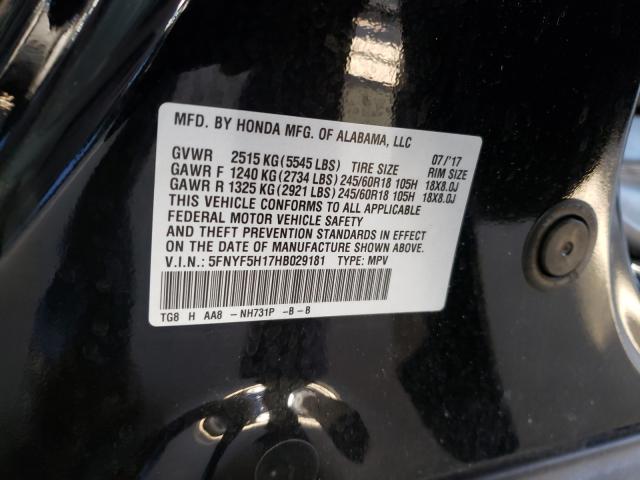 MFD. BY HONDA MFG. OF ALABAMA, LLC
GVWR 2515 KG (5545 LBS) TIRE SIZE 07/'17 RIM SIZE
GAWR F 1240 KG (2734 LBS) 245/60R18 105H 18X8.0J
GAWR R 1325 KG (2921 LBS) 245/60R18 105H 18X8.0J
THIS VEHICLE CONFORMS TO ALL APPLICABLE
FEDERAL MOTOR VEHICLE SAFETY
AND THEFT PREVENTION STANDARDS IN EFFECT
ON THE DATE OF MANUFACTURE SHOWN ABOVE.
V.I.N.: 5FNYF5H17HB029181 TYPE: MPV
TG8 H AA8 -NH731P -B-B